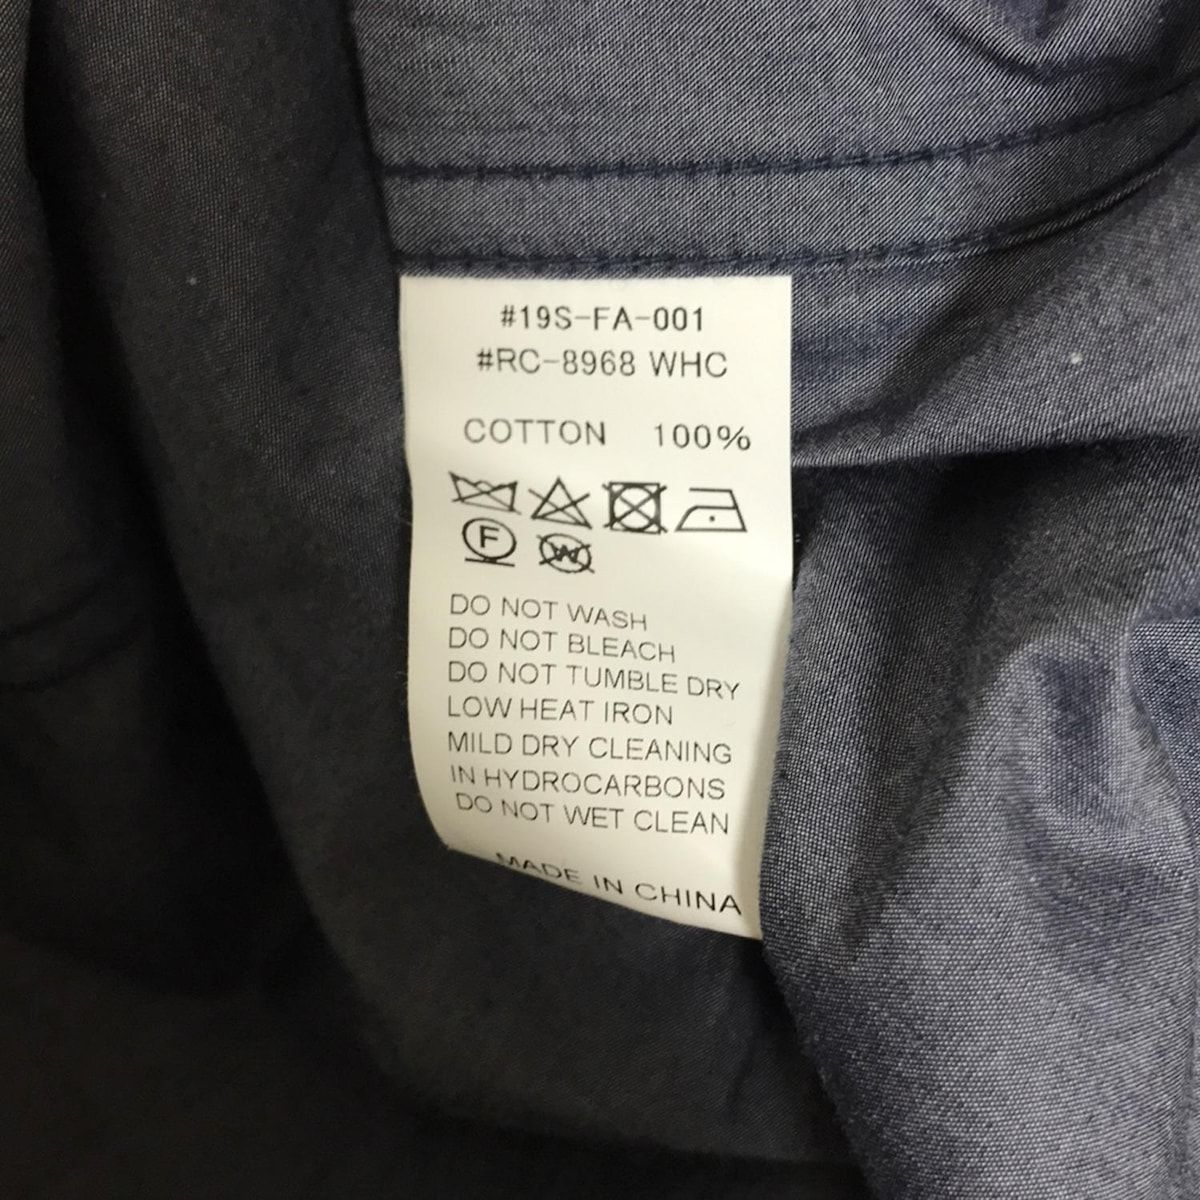 #19S-FA-001
#RC-8968 WHC
COTTON 100%
F
W
DO NOT WASH
DO NOT BLEACH
DO NOT TUMBLE DRY
LOW HEAT IRON
MILD DRY CLEANING
IN HYDROCARBONS
DO NOT WET CLEAN
MADE IN CHINA